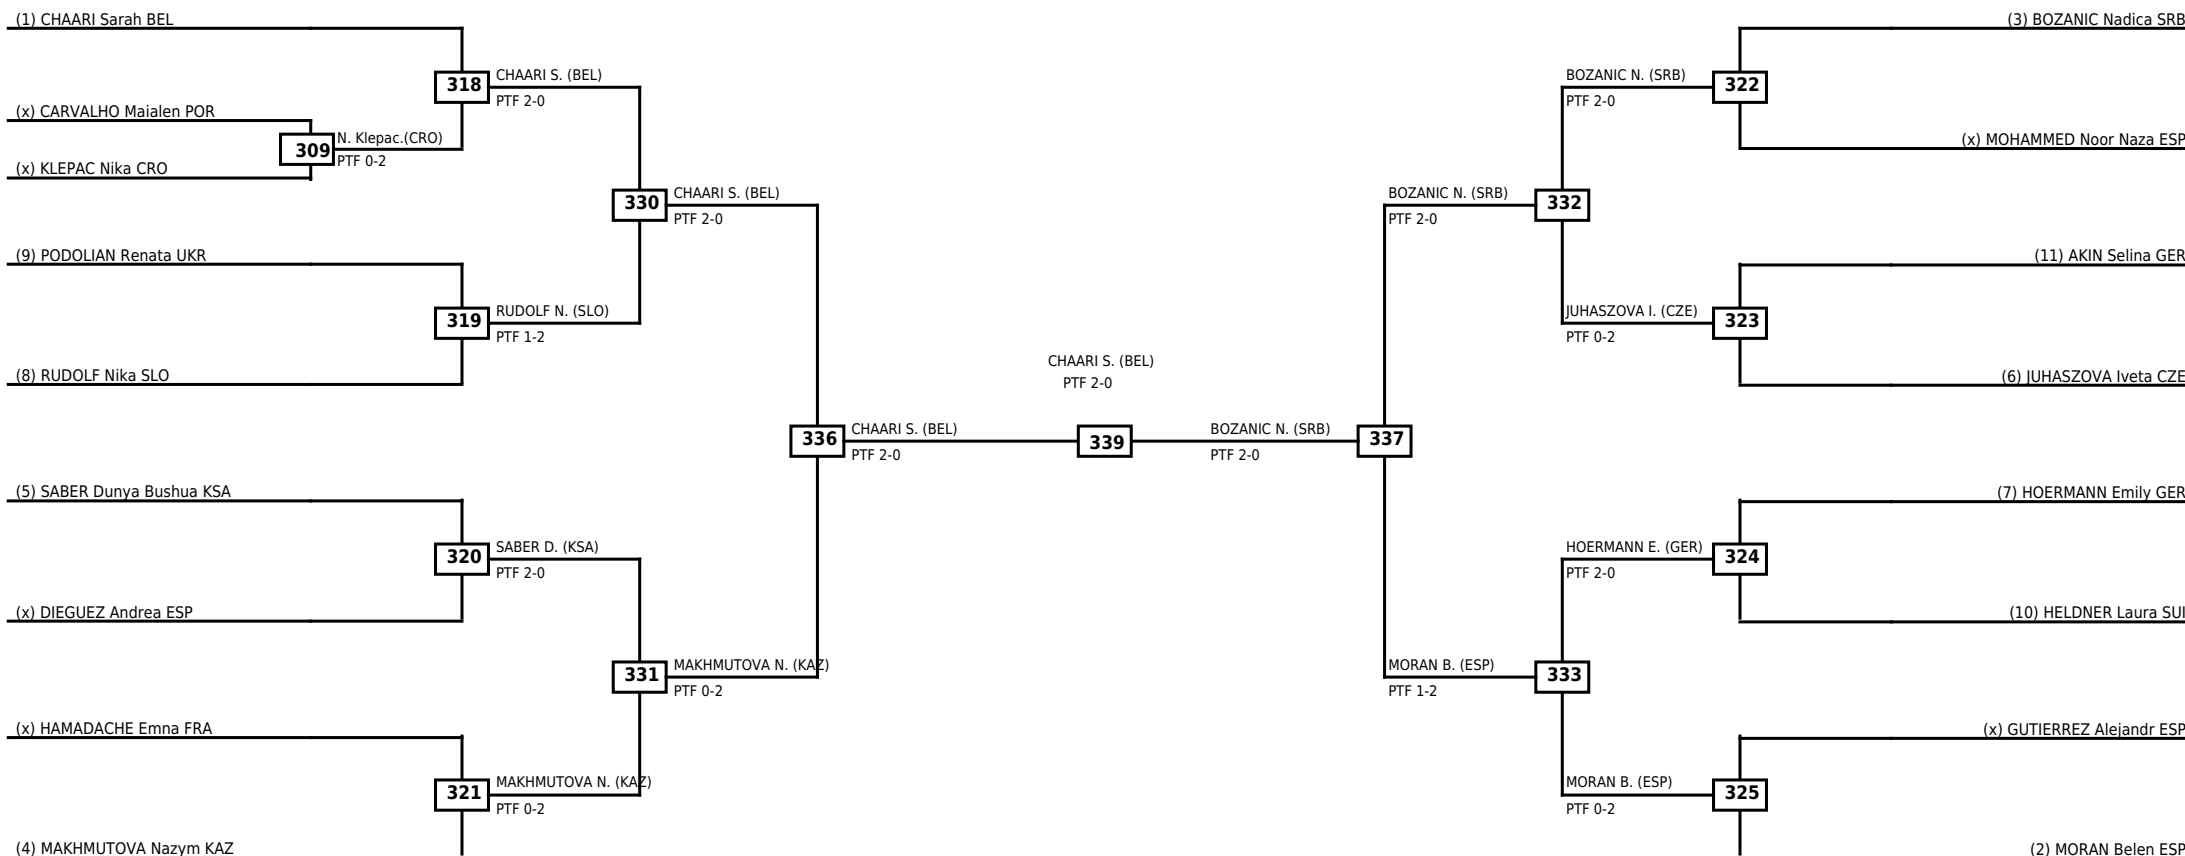 (1) CHAARI Sarah BEL
(x) CARVALHO Maialen POR
(x) KLEPAC Nika CRO
(9) PODOLIAN Renata UKR
(8) RUDOLF Nika SLO
(5) SABER Dunya Bushua KSA
(x) DIEGUEZ Andrea ESP
(x) HAMADACHE Emna FRA
(4) MAKHMUTOVA Nazym KAZ
309
N. Klepac.(CRO)
PTF 0-2
318
CHAARI S. (BEL)
PTF 2-0
319
RUDOLF N. (SLO)
PTF 1-2
320
SABER D. (KSA)
PTF 2-0
321
MAKHMUTOVA N. (KAZ)
PTF 0-2
330
CHAARI S. (BEL)
PTF 2-0
331
MAKHMUTOVA N. (KAZ)
PTF 0-2
336
CHAARI S. (BEL)
PTF 2-0
CHAARI S. (BEL)
PTF 2-0
339
BOZANIC N. (SRB)
PTF 2-0
337
BOZANIC N. (SRB)
PTF 2-0
332
MORAN B. (ESP)
PTF 1-2
333
BOZANIC N. (SRB)
PTF 2-0
322
JUHASZOVA I. (CZE)
PTF 0-2
323
HOERMANN E. (GER)
PTF 2-0
324
MORAN B. (ESP)
PTF 0-2
325
(3) BOZANIC Nadica SRB
(x) MOHAMMED Noor Naza ESP
(11) AKIN Selina GER
(6) JUHASZOVA Iveta CZE
(7) HOERMANN Emily GER
(10) HELDNER Laura SUI
(x) GUTIERREZ Alejandr ESP
(2) MORAN Belen ESP